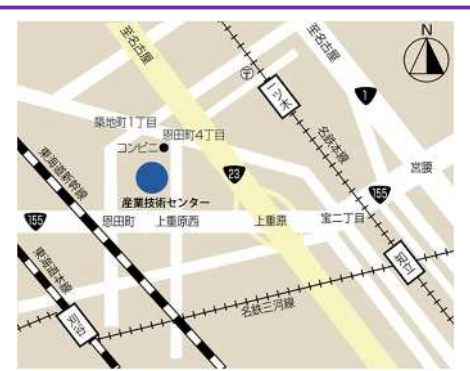 至名古屋
至名古屋
N
〒
一ツ木
1
築地町1丁目
恩田町4丁目
コンビニ
名鉄本線
東海道新幹線
23
宮腰
155
産業技術センター
155
恩田町
上重原西
上重原
宝二丁目
東海道本線
知立
名鉄三河線
刈谷